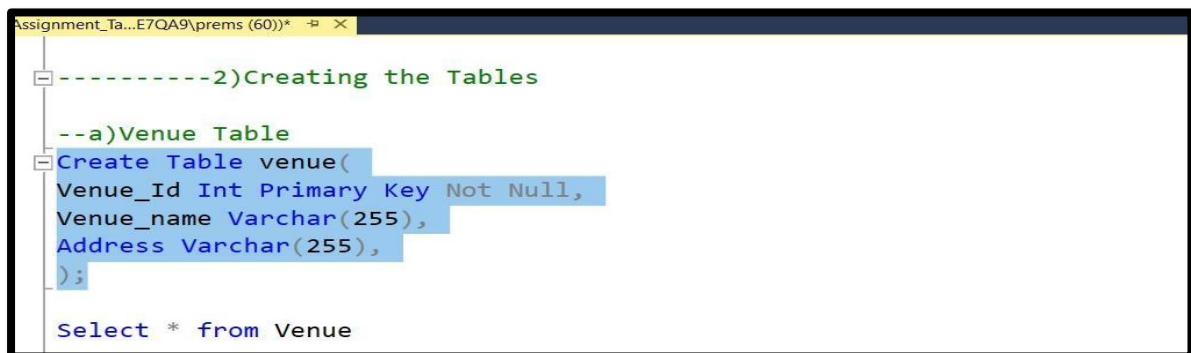 Assignment_Ta...E7QA9\prems (60))*
----------2)Creating the Tables
--a)Venue Table
Create Table venue(
Venue_Id Int Primary Key Not Null,
Venue_name Varchar(255),
Address Varchar(255),
);
Select * from Venue